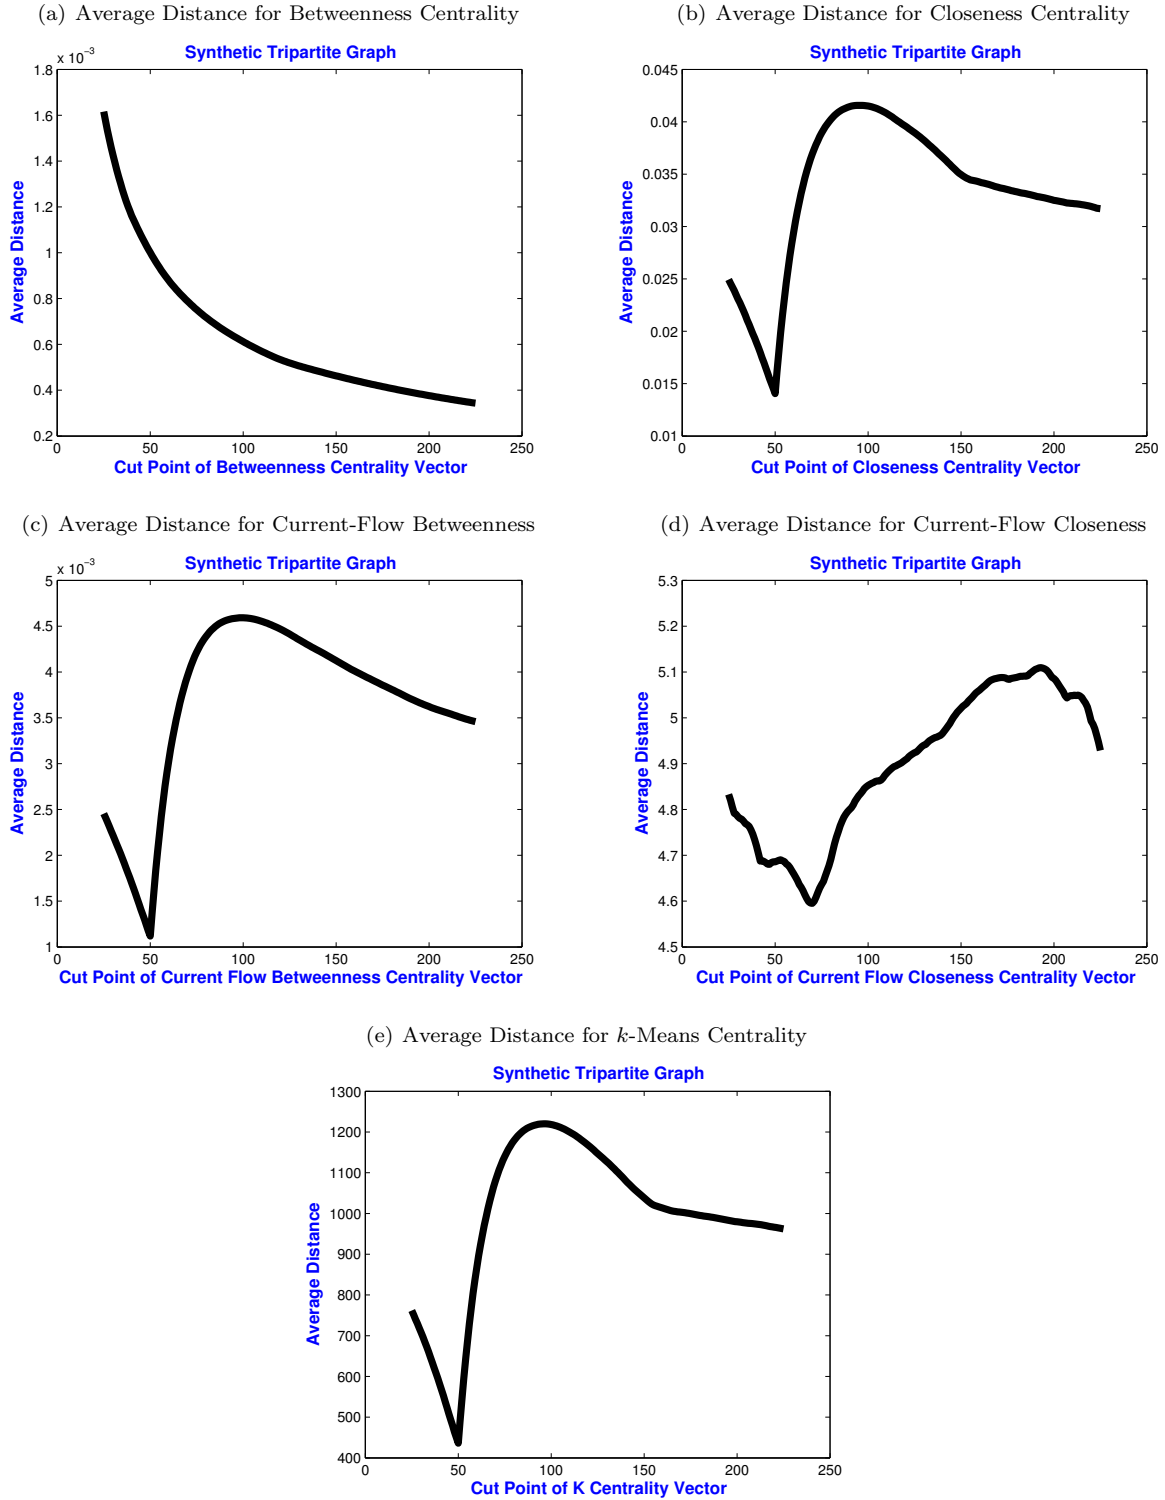 (a) Average Distance for Betweenness Centrality
Synthetic Tripartite Graph
x 10⁻³
1.8
1.6
1.4
1.2
1
0.8
0.6
0.4
0.2
0 50 100 150 200 250
Average Distance
Cut Point of Betweenness Centrality Vector
(b) Average Distance for Closeness Centrality
Synthetic Tripartite Graph
0.045
0.04
0.035
0.03
0.025
0.02
0.015
0.01
0 50 100 150 200 250
Average Distance
Cut Point of Closeness Centrality Vector
(c) Average Distance for Current-Flow Betweenness
Synthetic Tripartite Graph
x 10⁻³
5
4.5
4
3.5
3
2.5
2
1.5
1
0 50 100 150 200 250
Average Distance
Cut Point of Current Flow Betweenness Centrality Vector
(d) Average Distance for Current-Flow Closeness
Synthetic Tripartite Graph
5.3
5.2
5.1
5
4.9
4.8
4.7
4.6
4.5
0 50 100 150 200 250
Average Distance
Cut Point of Current Flow Closeness Centrality Vector
(e) Average Distance for k-Means Centrality
Synthetic Tripartite Graph
1300
1200
1100
1000
900
800
700
600
500
400
0 50 100 150 200 250
Average Distance
Cut Point of K Centrality Vector